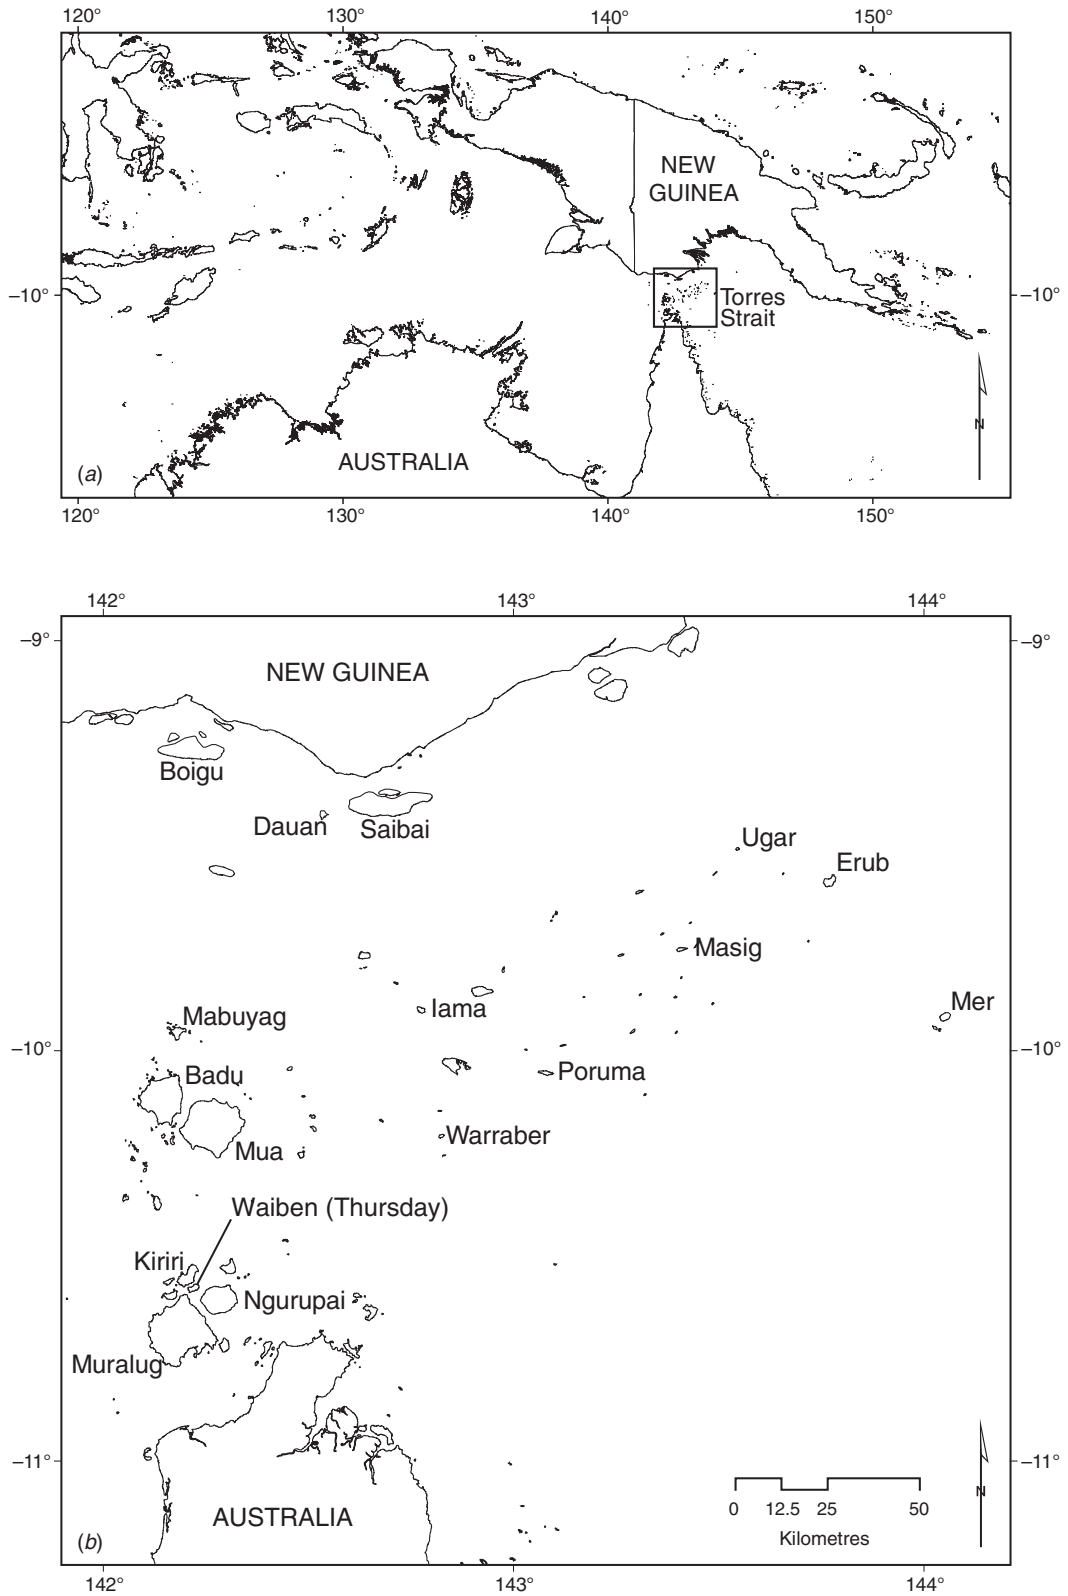 120° 130° 140° 150°
NEW
GUINEA
–10° –10°
Torres
Strait
N
AUSTRALIA
(a)
120° 130° 140° 150°
142° 143° 144°
–9° –9°
NEW GUINEA
Boigu
Dauan Saibai
Ugar
Erub
Masig
Iama
Mer
Mabuyag
–10° –10°
Poruma
Badu
Warraber
Mua
Waiben (Thursday)
Kiriri
Ngurupai
Muralug
–11° –11°
N
0 12.5 25 50
Kilometres
AUSTRALIA
(b)
142° 143° 144°